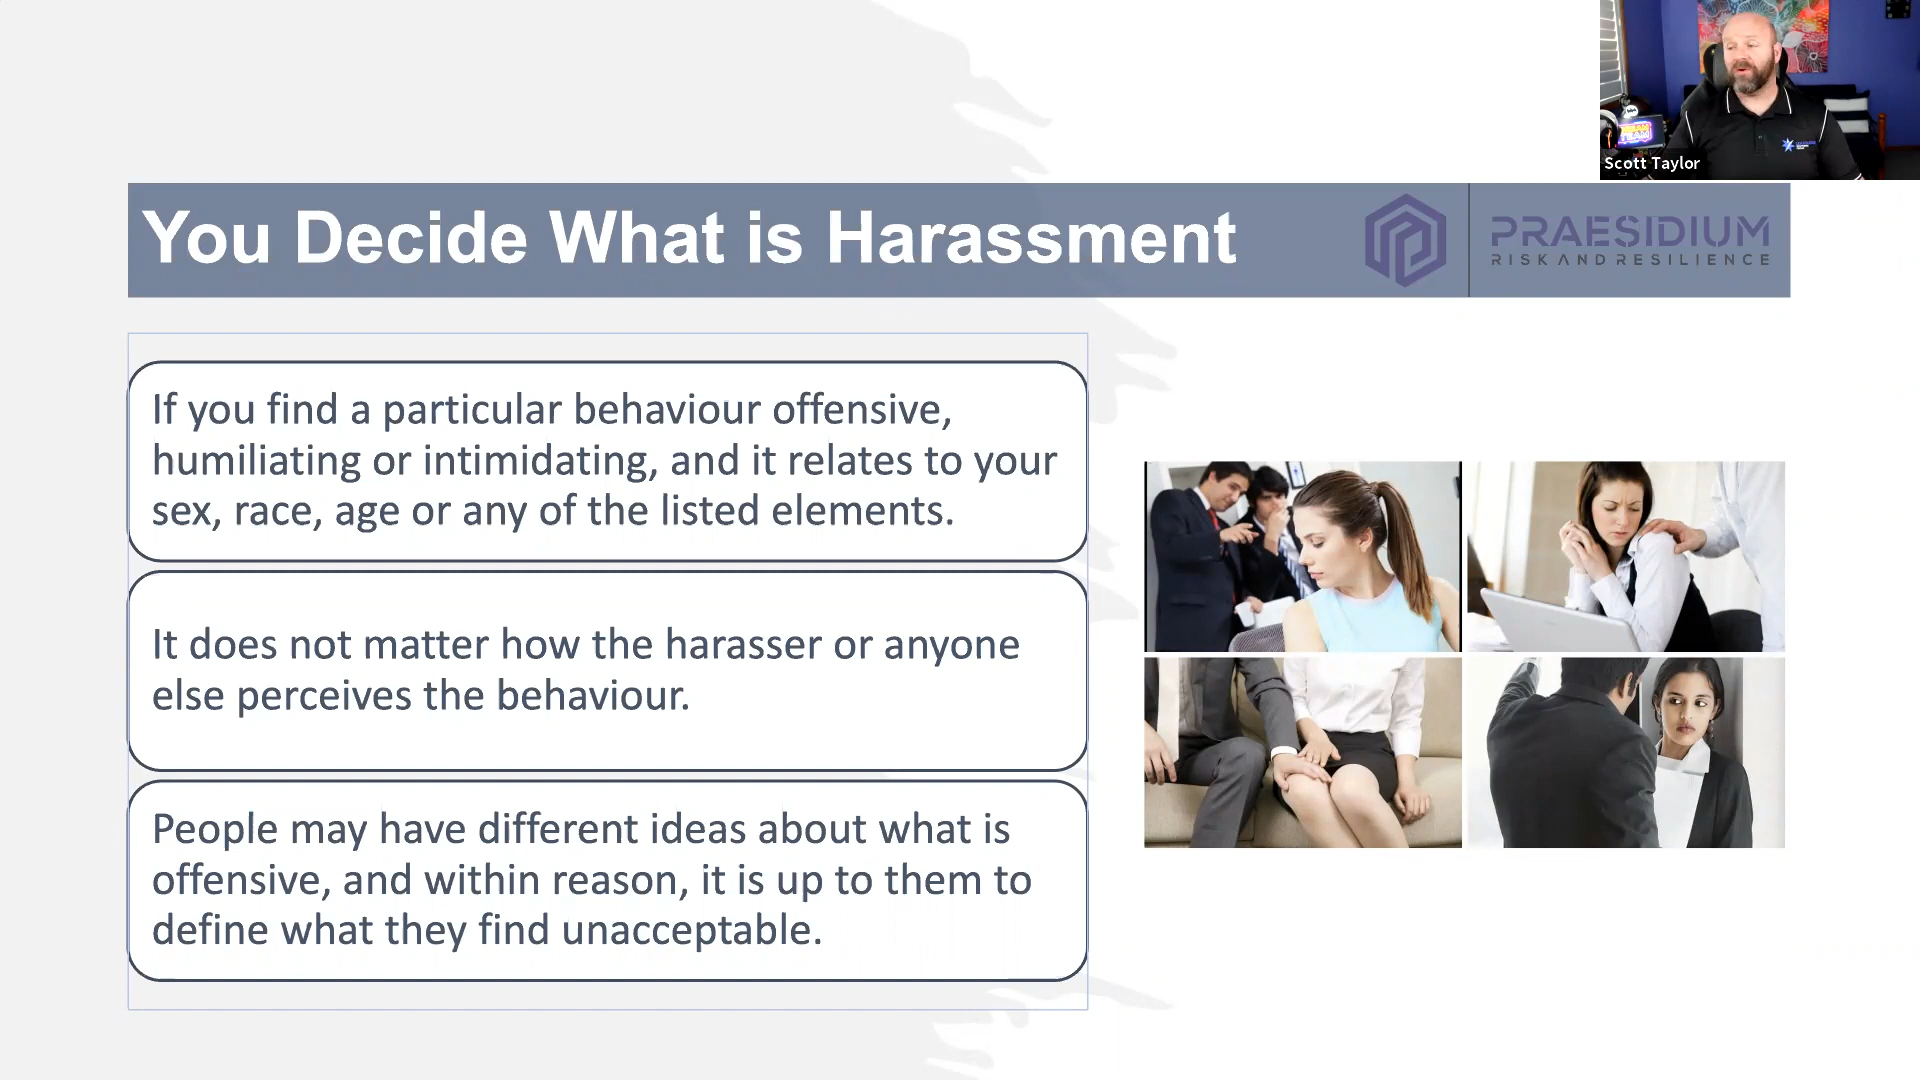 Scott Taylor
You Decide What is Harassment
PRAESIDIUM
RISK AND RESILIENCE
If you find a particular behaviour offensive,
humiliating or intimidating, and it relates to your
sex, race, age or any of the listed elements.
It does not matter how the harasser or anyone
else perceives the behaviour.
People may have different ideas about what is
offensive, and within reason, it is up to them to
define what they find unacceptable.